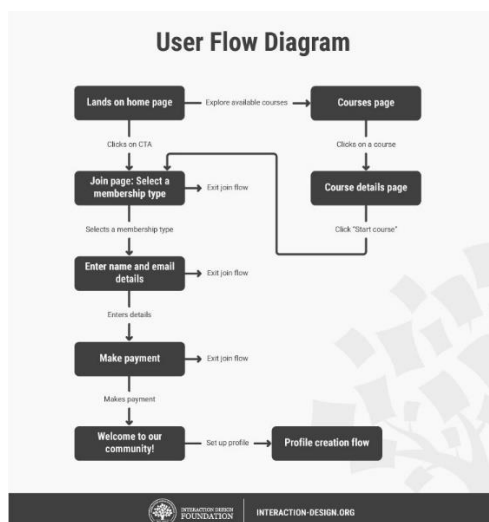 User Flow Diagram
Lands on home page
Explore available courses
Courses page
Clicks on CTA
Clicks on a course
Join page: Select a
membership type
Exit join flow
Course details page
Selects a membership type
Click "Start course"
Enter name and email
details
Exit join flow
Enters details
Make payment
Exit join flow
Makes payment
Welcome to our
community!
Set up profile
Profile creation flow
INTERACTION DESIGN
FOUNDATION
INTERACTION-DESIGN.ORG